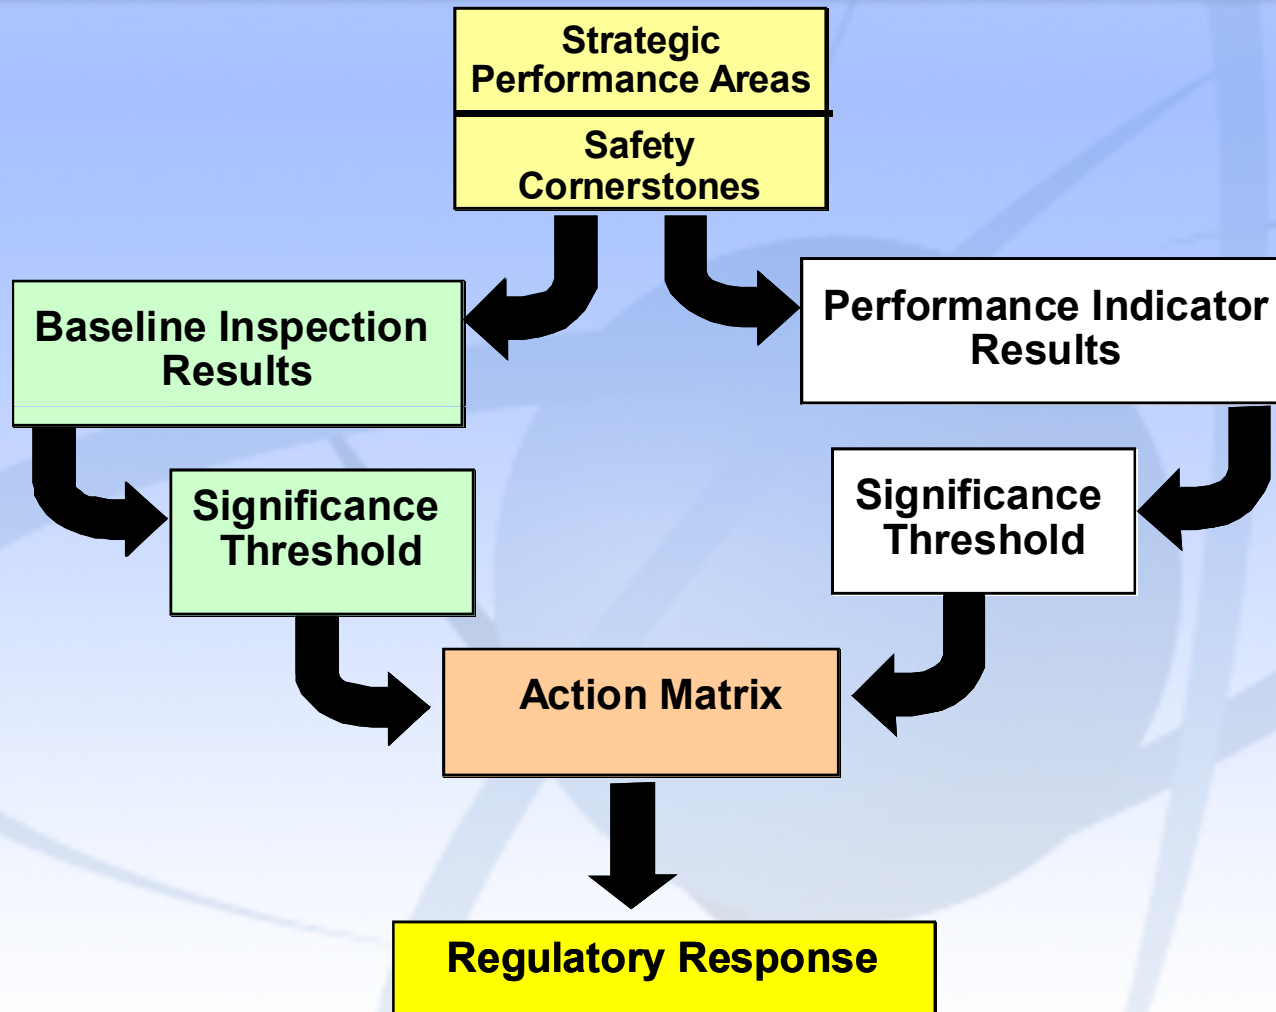 Strategic
Performance Areas
Safety
Cornerstones
Baseline Inspection
Results
Performance Indicator
Results
Significance
Threshold
Significance
Threshold
Action Matrix
Regulatory Response